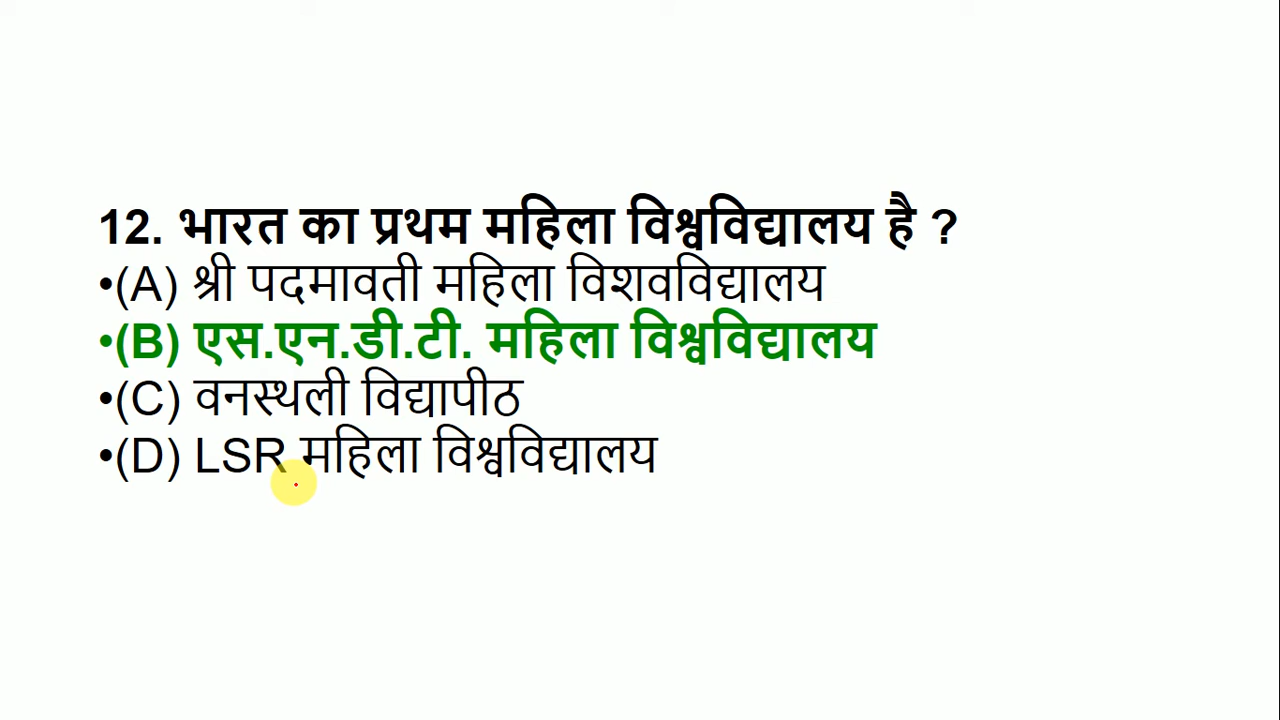 12. भारत का प्रथम महिला विश्वविद्यालय है ?
•(A) श्री पदमावती महिला विशवविद्यालय
•(B) एस.एन.डी.टी. महिला विश्वविद्यालय
•(C) वनस्थली विद्यापीठ
•(D) LSR महिला विश्वविद्यालय